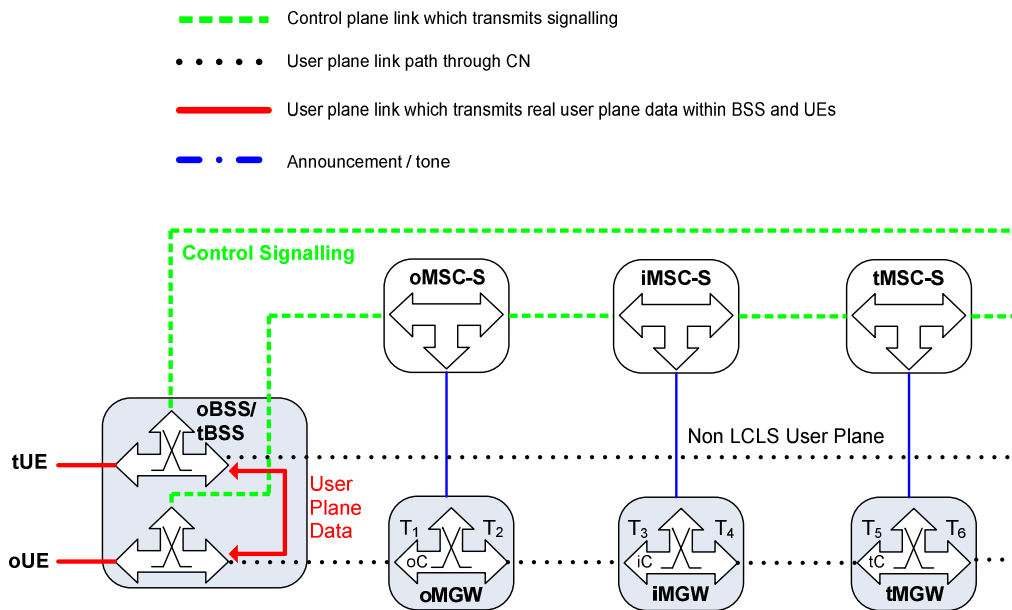 Control plane link which transmits signalling
User plane link path through CN
User plane link which transmits real user plane data within BSS and UEs
Announcement / tone
Control Signalling
oMSC-S
iMSC-S
tMSC-S
oBSS/
tBSS
Non LCLS User Plane
tUE
User
Plane
Data
T1 T2
T3 T4
T5 T6
oUE
oC
iC
tC
oMGW
iMGW
tMGW